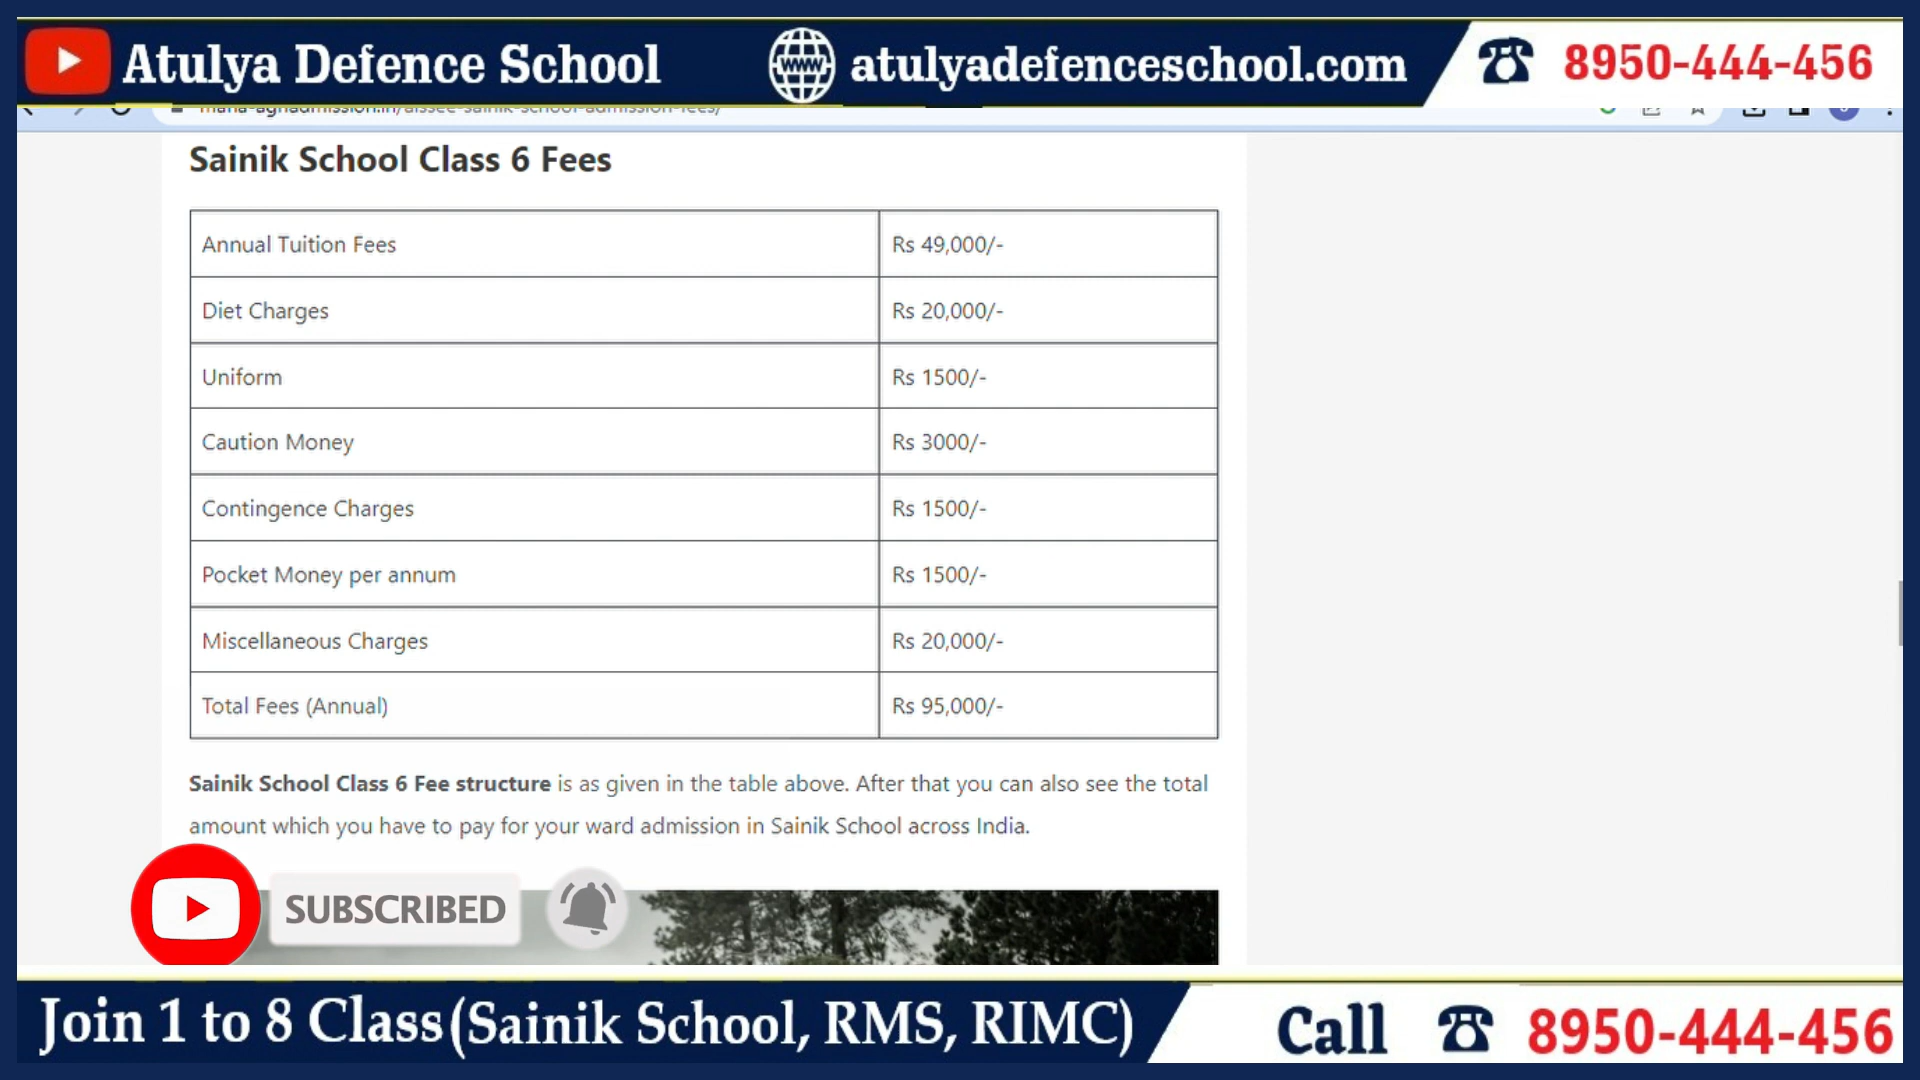 Atulya Defence School
www
atulyadefenceschool.com
8950-444-456
Sainik School Class 6 Fees
Annual Tuition Fees Rs 49,000/-
Diet Charges Rs 20,000/-
Uniform Rs 1500/-
Caution Money Rs 3000/-
Contingence Charges Rs 1500/-
Pocket Money per annum Rs 1500/-
Miscellaneous Charges Rs 20,000/-
Total Fees (Annual) Rs 95,000/-
Sainik School Class 6 Fee structure is as given in the table above. After that you can also see the total
amount which you have to pay for your ward admission in Sainik School across India.
SUBSCRIBED
Join 1 to 8 Class(Sainik School, RMS, RIMC)
Call 8950-444-456